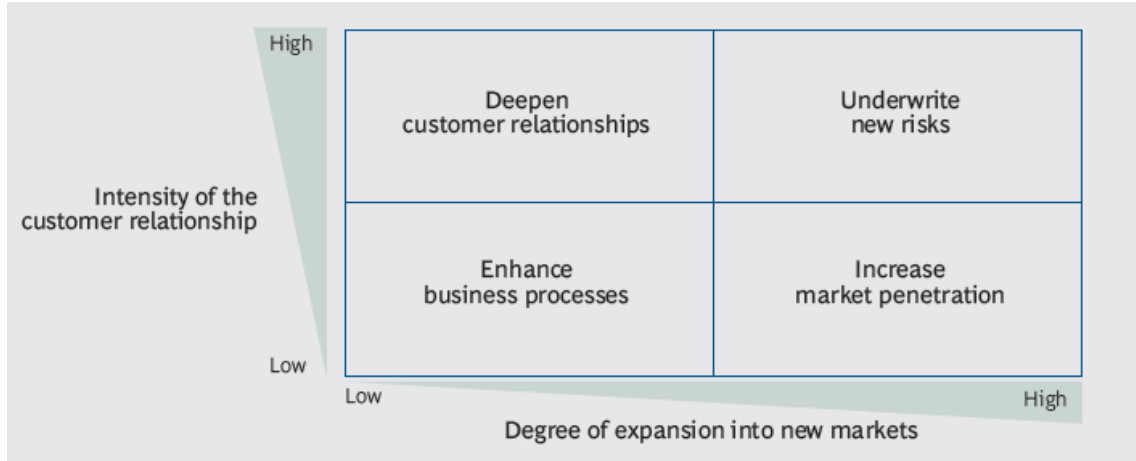 High
Deepen
customer relationships
Underwrite
new risks
Intensity of the
customer relationship
Enhance
business processes
Increase
market penetration
Low
Low
High
Degree of expansion into new markets